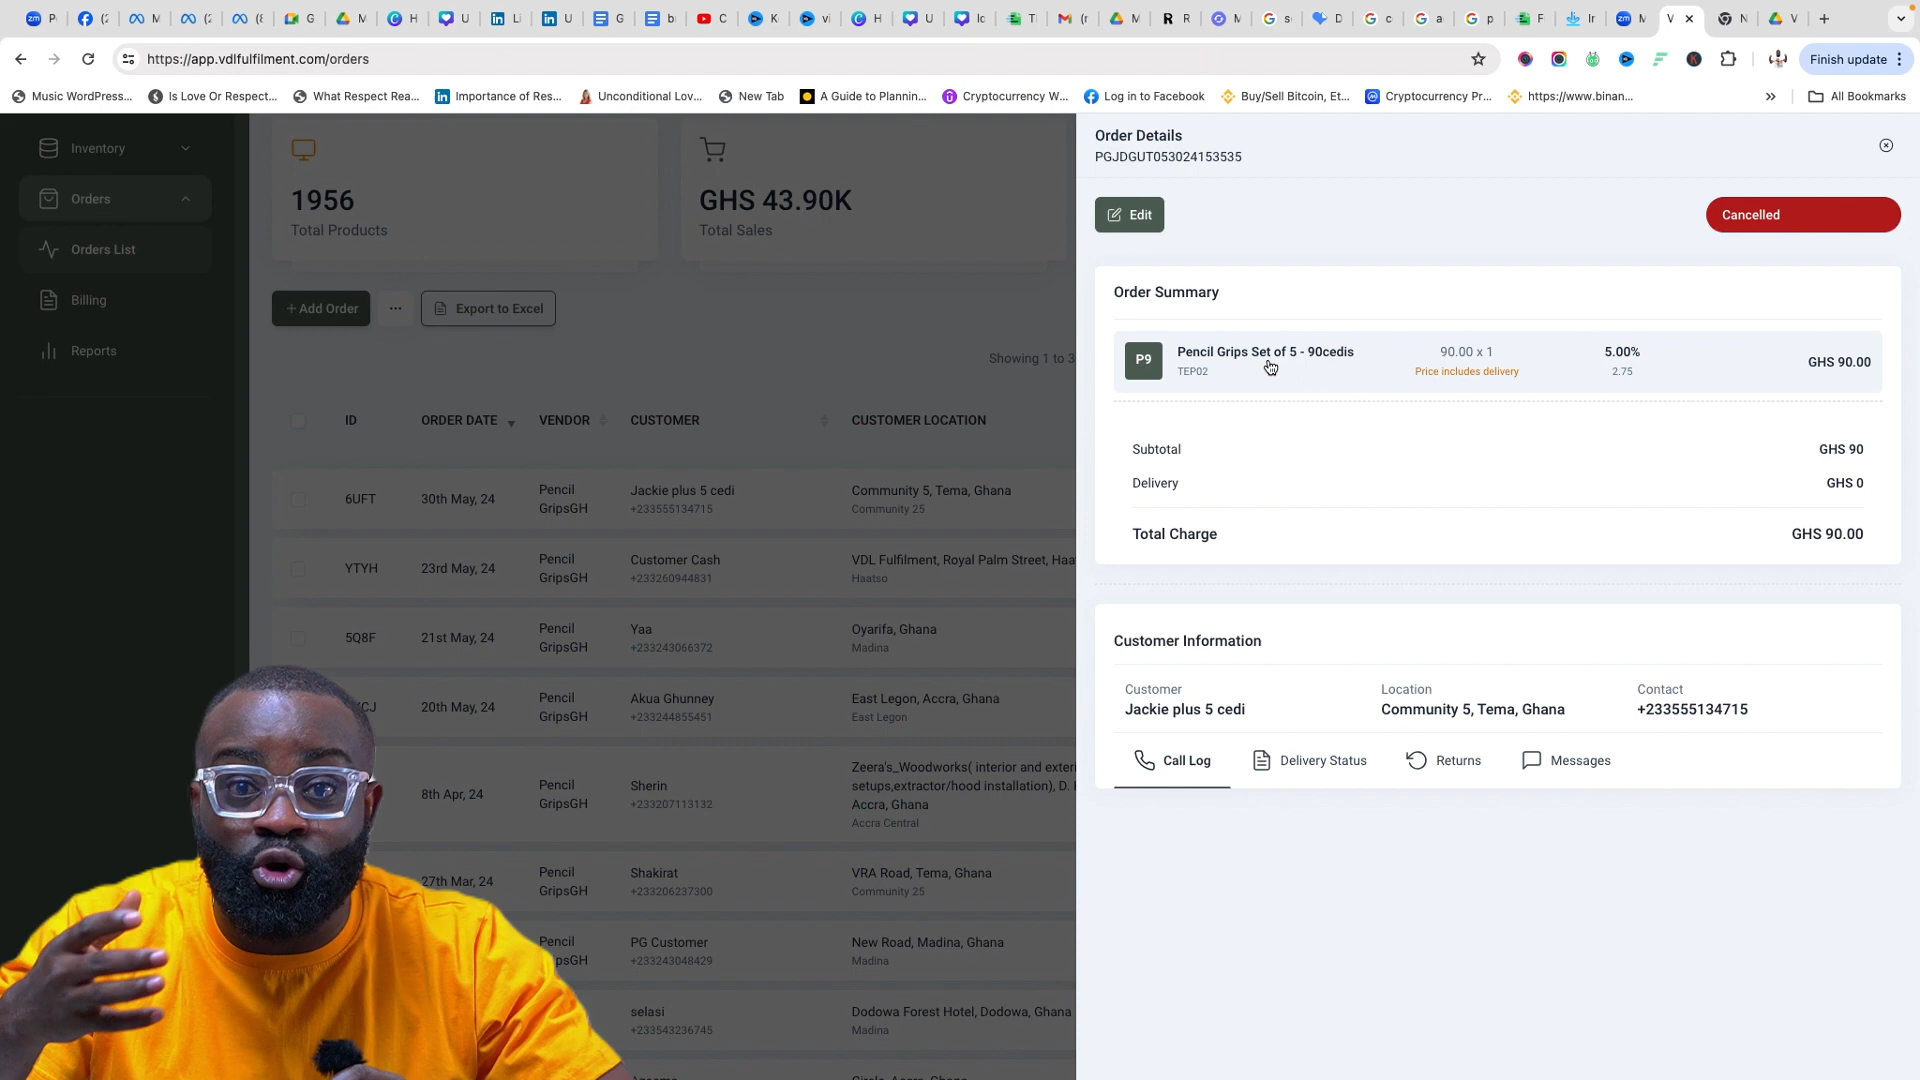 https://app.vdlfulfilment.com/orders
Finish update
Music WordPress...
Is Love Or Respect...
What Respect Rea...
Importance of Res...
Unconditional Lov...
New Tab
A Guide to Plannin...
Cryptocurrency W...
Log in to Facebook
Buy/Sell Bitcoin, Et...
Cryptocurrency Pr...
https://www.binan...
All Bookmarks
Inventory
Orders
Orders List
Billing
Reports
1956
Total Products
GHS 43.90K
Total Sales
+ Add Order
Export to Excel
Showing 1 to 3
ID
ORDER DATE
VENDOR
CUSTOMER
CUSTOMER LOCATION
6UFT
30th May, 24
Pencil
GripsGH
Jackie plus 5 cedi
+233555134715
Community 5, Tema, Ghana
Community 25
YTYH
23rd May, 24
Pencil
GripsGH
Customer Cash
+233260944831
VDL Fulfilment, Royal Palm Street, Haa
Haatso
5Q8F
21st May, 24
Pencil
GripsGH
Yaa
+233243066372
Oyarifa, Ghana
Madina
CJ
20th May, 24
Pencil
GripsGH
Akua Ghunney
+233244855451
East Legon, Accra, Ghana
East Legon
8th Apr, 24
Pencil
GripsGH
Sherin
+233207113132
Zeera's_Woodworks( interior and exteri
setups,extractor/hood installation), D.
Accra, Ghana
Accra Central
27th Mar, 24
Pencil
GripsGH
Shakirat
+233206237300
VRA Road, Tema, Ghana
Community 25
Pencil
psGH
PG Customer
+233243048429
New Road, Madina, Ghana
Madina
selasi
+233543236745
Dodowa Forest Hotel, Dodowa, Ghana
Madina
Order Details
PGJDGUT053024153535
Edit
Cancelled
Order Summary
P9
Pencil Grips Set of 5 - 90cedis
TEP02
90.00 x 1
Price includes delivery
5.00%
2.75
GHS 90.00
Subtotal
GHS 90
Delivery
GHS 0
Total Charge
GHS 90.00
Customer Information
Customer
Jackie plus 5 cedi
Location
Community 5, Tema, Ghana
Contact
+233555134715
Call Log
Delivery Status
Returns
Messages